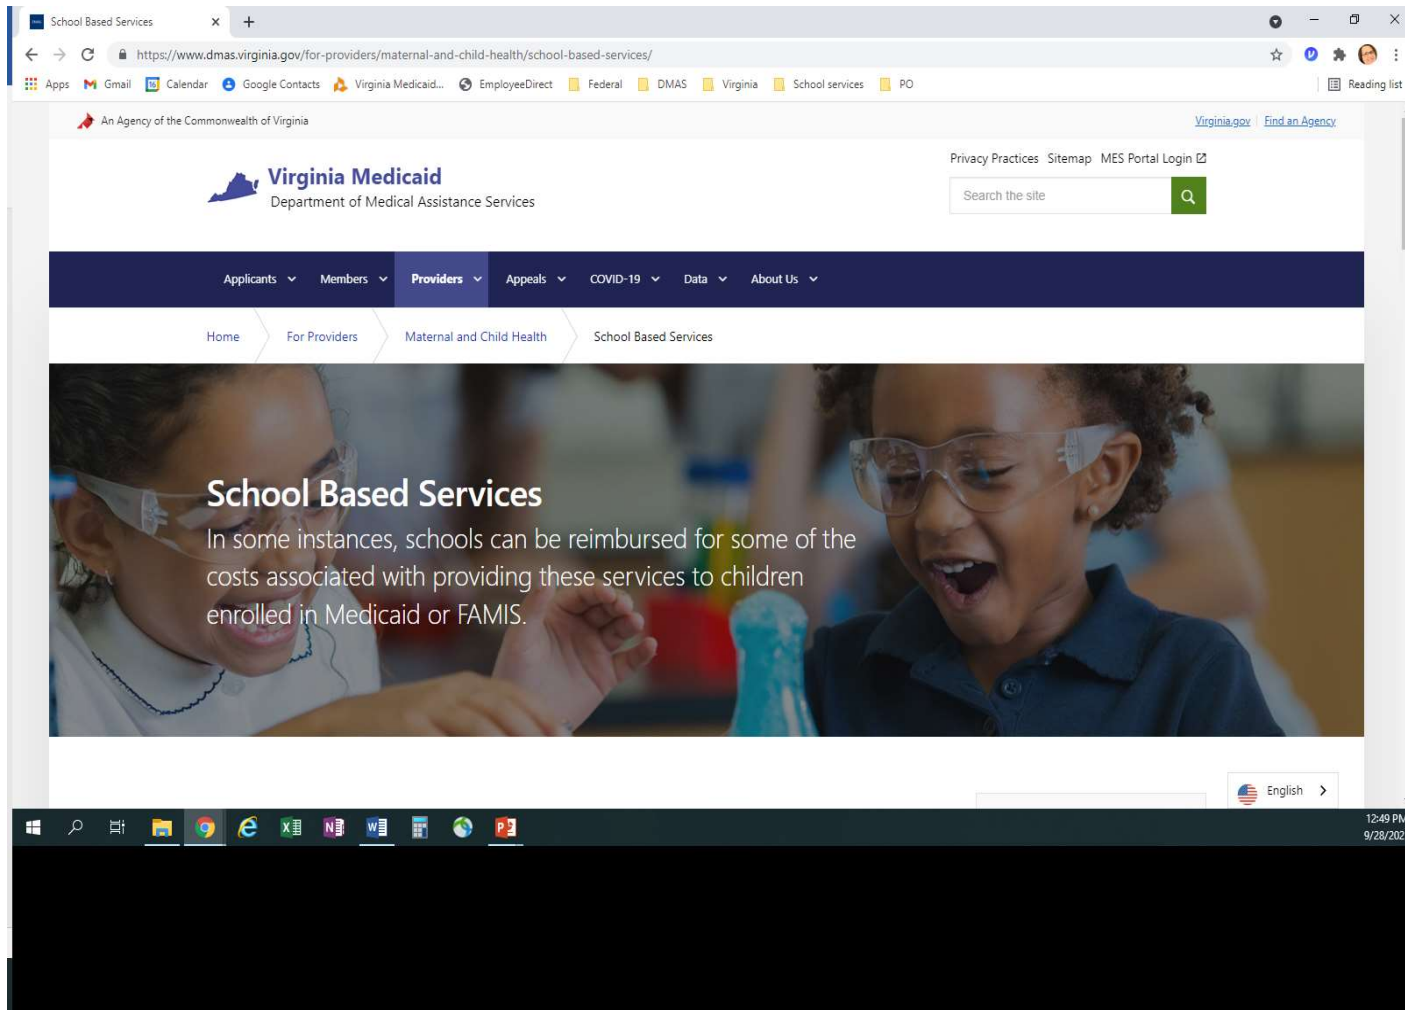 School Based Services
https://www.dmas.virginia.gov/for-providers/maternal-and-child-health/school-based-services/
Apps Gmail 16 Calendar Google Contacts Virginia Medicaid... EmployeeDirect Federal DMAS Virginia School services PO Reading list
An Agency of the Commonwealth of Virginia Virginia.gov Find an Agency
Privacy Practices Sitemap MES Portal Login
Virginia Medicaid
Department of Medical Assistance Services
Search the site
Applicants Members Providers Appeals COVID-19 Data About Us
Home For Providers Maternal and Child Health School Based Services
School Based Services
In some instances, schools can be reimbursed for some of the
costs associated with providing these services to children
enrolled in Medicaid or FAMIS.
English
12:49 PM
9/28/202